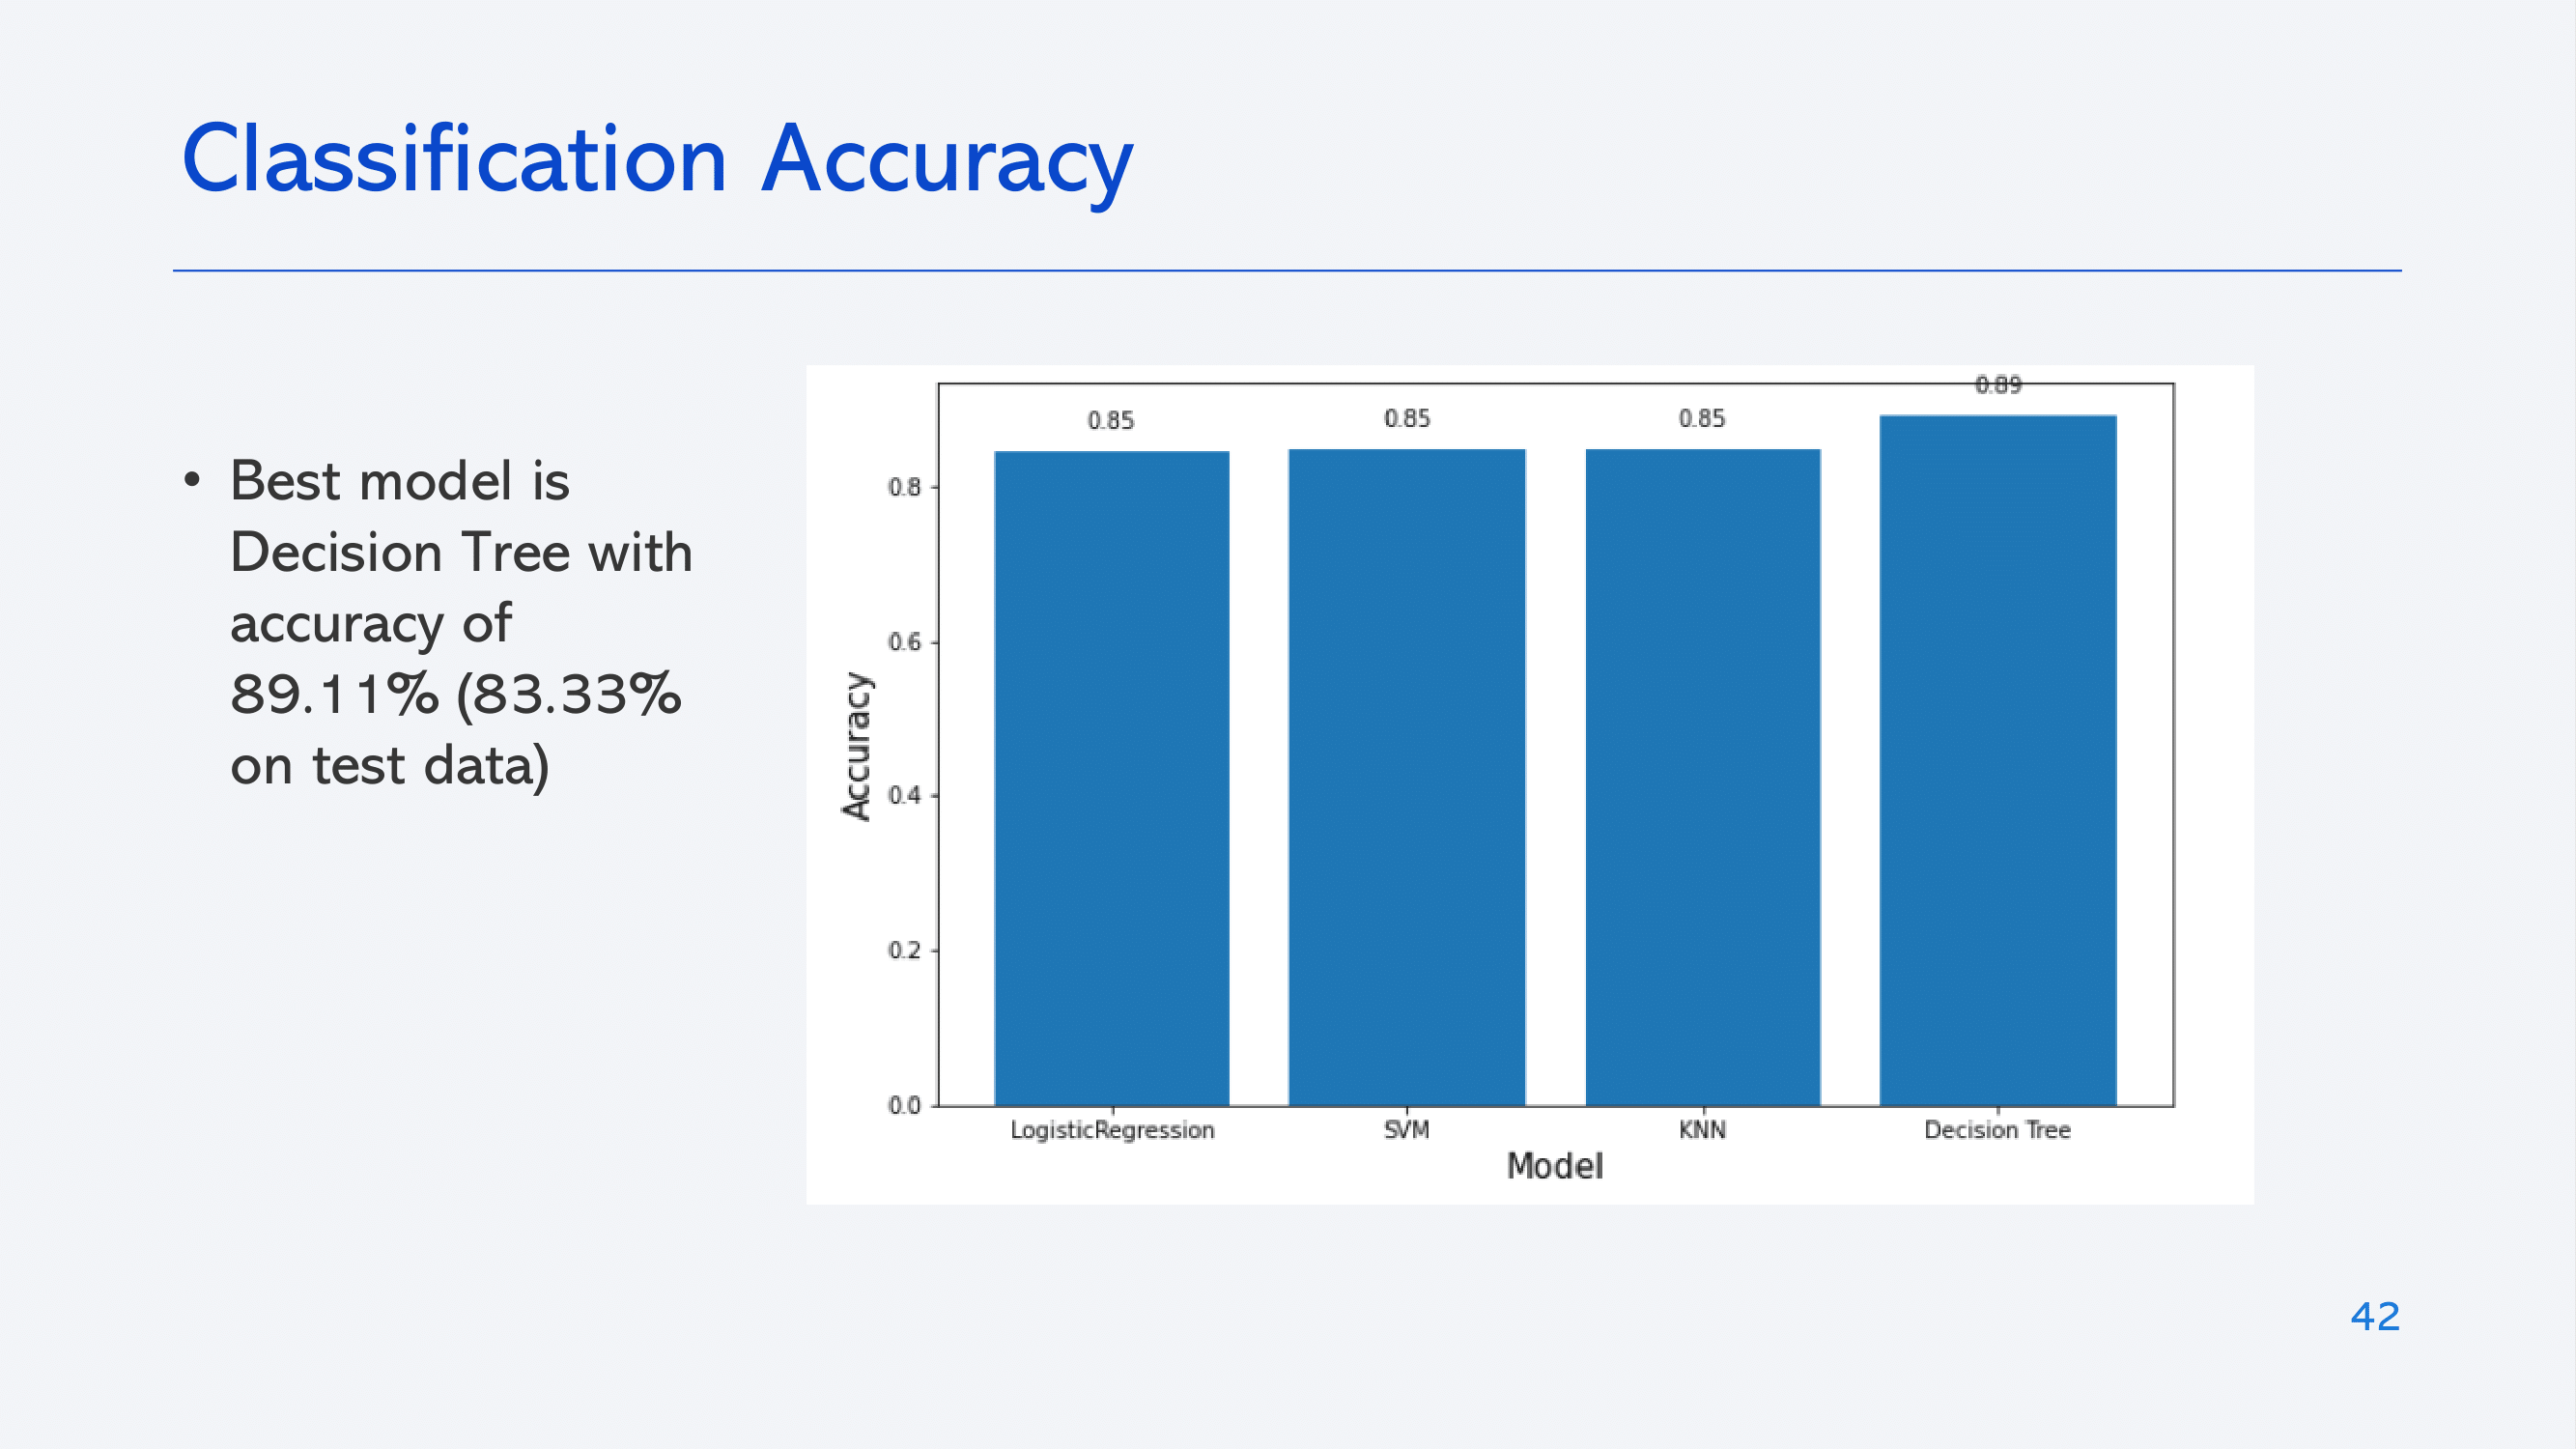 Classification Accuracy
• Best model is
Decision Tree with
accuracy of
89.11% (83.33%
on test data)
0.85
0.85
0.85
0.89
0.8
0.6
0.4
0.2
0.0
Accuracy
LogisticRegression
SVM
KNN
Decision Tree
Model
42